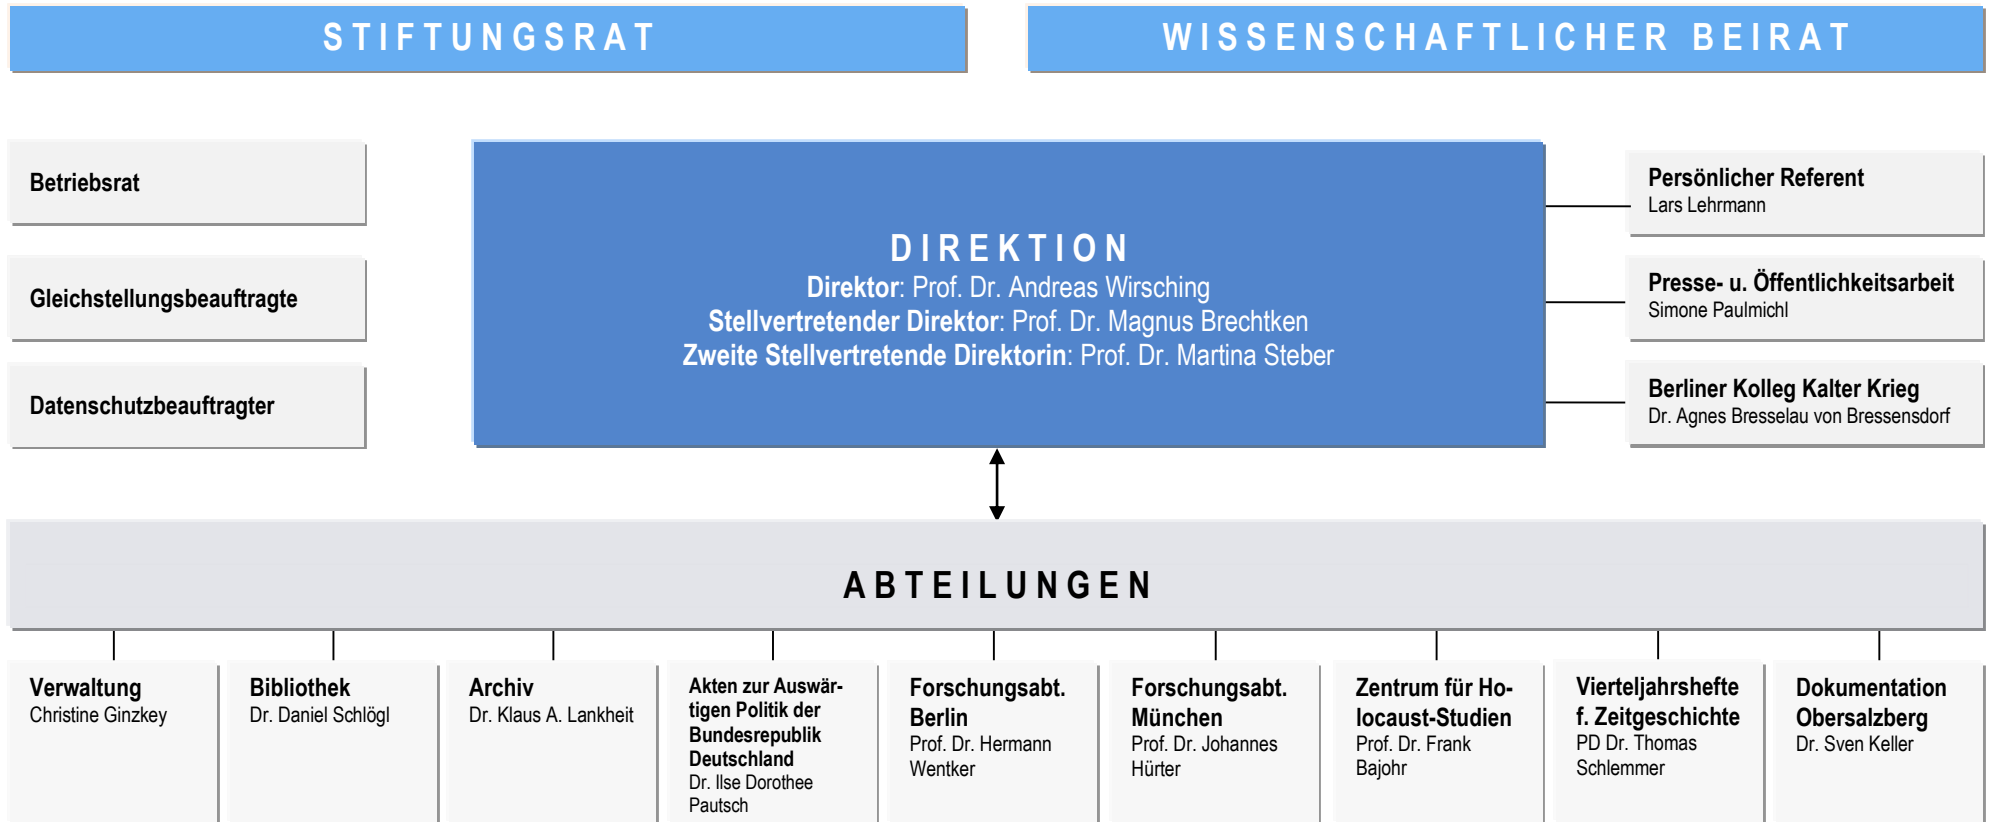 STIFTUNGSRAT
WISSENSCHAFTLICHER BEIRAT
Betriebsrat
Gleichstellungsbeauftragte
Datenschutzbeauftragter
DIREKTION
Direktor: Prof. Dr. Andreas Wirsching
Stellvertretender Direktor: Prof. Dr. Magnus Brechtken
Zweite Stellvertretende Direktorin: Prof. Dr. Martina Steber
Persönlicher Referent
Lars Lehrmann
Presse- u. Öffentlichkeitsarbeit
Simone Paulmichl
Berliner Kolleg Kalter Krieg
Dr. Agnes Bresselau von Bressensdorf
ABTEILUNGEN
Verwaltung
Christine Ginzkey
Bibliothek
Dr. Daniel Schlögl
Archiv
Dr. Klaus A. Lankheit
Akten zur Auswär-
tigen Politik der
Bundesrepublik
Deutschland
Dr. Ilse Dorothee
Pautsch
Forschungsabt.
Berlin
Prof. Dr. Hermann
Wentker
Forschungsabt.
München
Prof. Dr. Johannes
Hürter
Zentrum für Ho-
locaust-Studien
Prof. Dr. Frank
Bajohr
Vierteljahrshefte
f. Zeitgeschichte
PD Dr. Thomas
Schlemmer
Dokumentation
Obersalzberg
Dr. Sven Keller